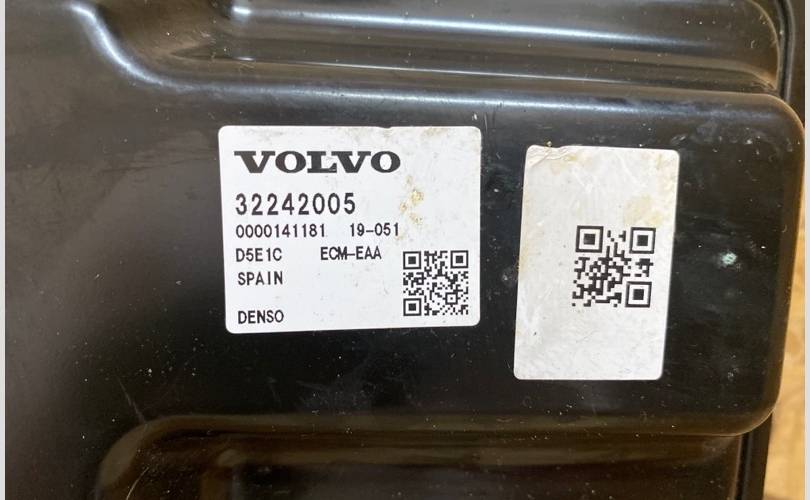 VOLVO
32242005
0000141181 19-051
D5E1C ECM-EAA
SPAIN
DENSO